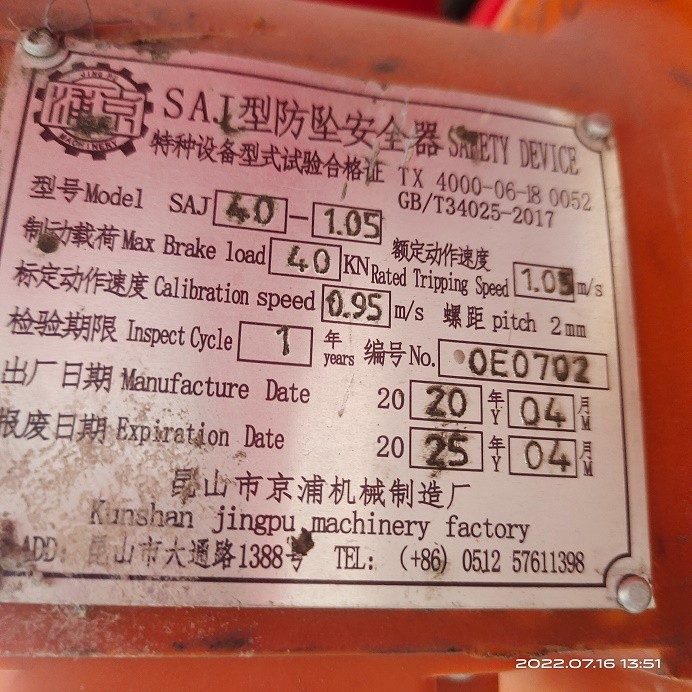 JING PU
浦京
MACHINERY
SAJ型防坠安全器 SAFETY DEVICE
特种设备型式试验合格证 TX 4000-06-18 0052
GB/T34025-2017
型号Model SAJ 40-1.05
制动载荷Max Brake load 40 KN 额定动作速度 Rated Tripping Speed 1.05 m/s
标定动作速度 Calibration speed 0.95 m/s 螺距 pitch 2mm
检验期限 Inspect Cycle 1 年 years 编号No. 0E0702
出厂日期 Manufacture Date 2020 年 Y 04 月 M
报废日期 Expiration Date 2025 年 Y 04 月 M
昆山市京浦机械制造厂
Kunshan jingpu machinery factory
ADD: 昆山市大通路1388号 TEL: (+86) 0512 57611398
2022.07.16 13:51